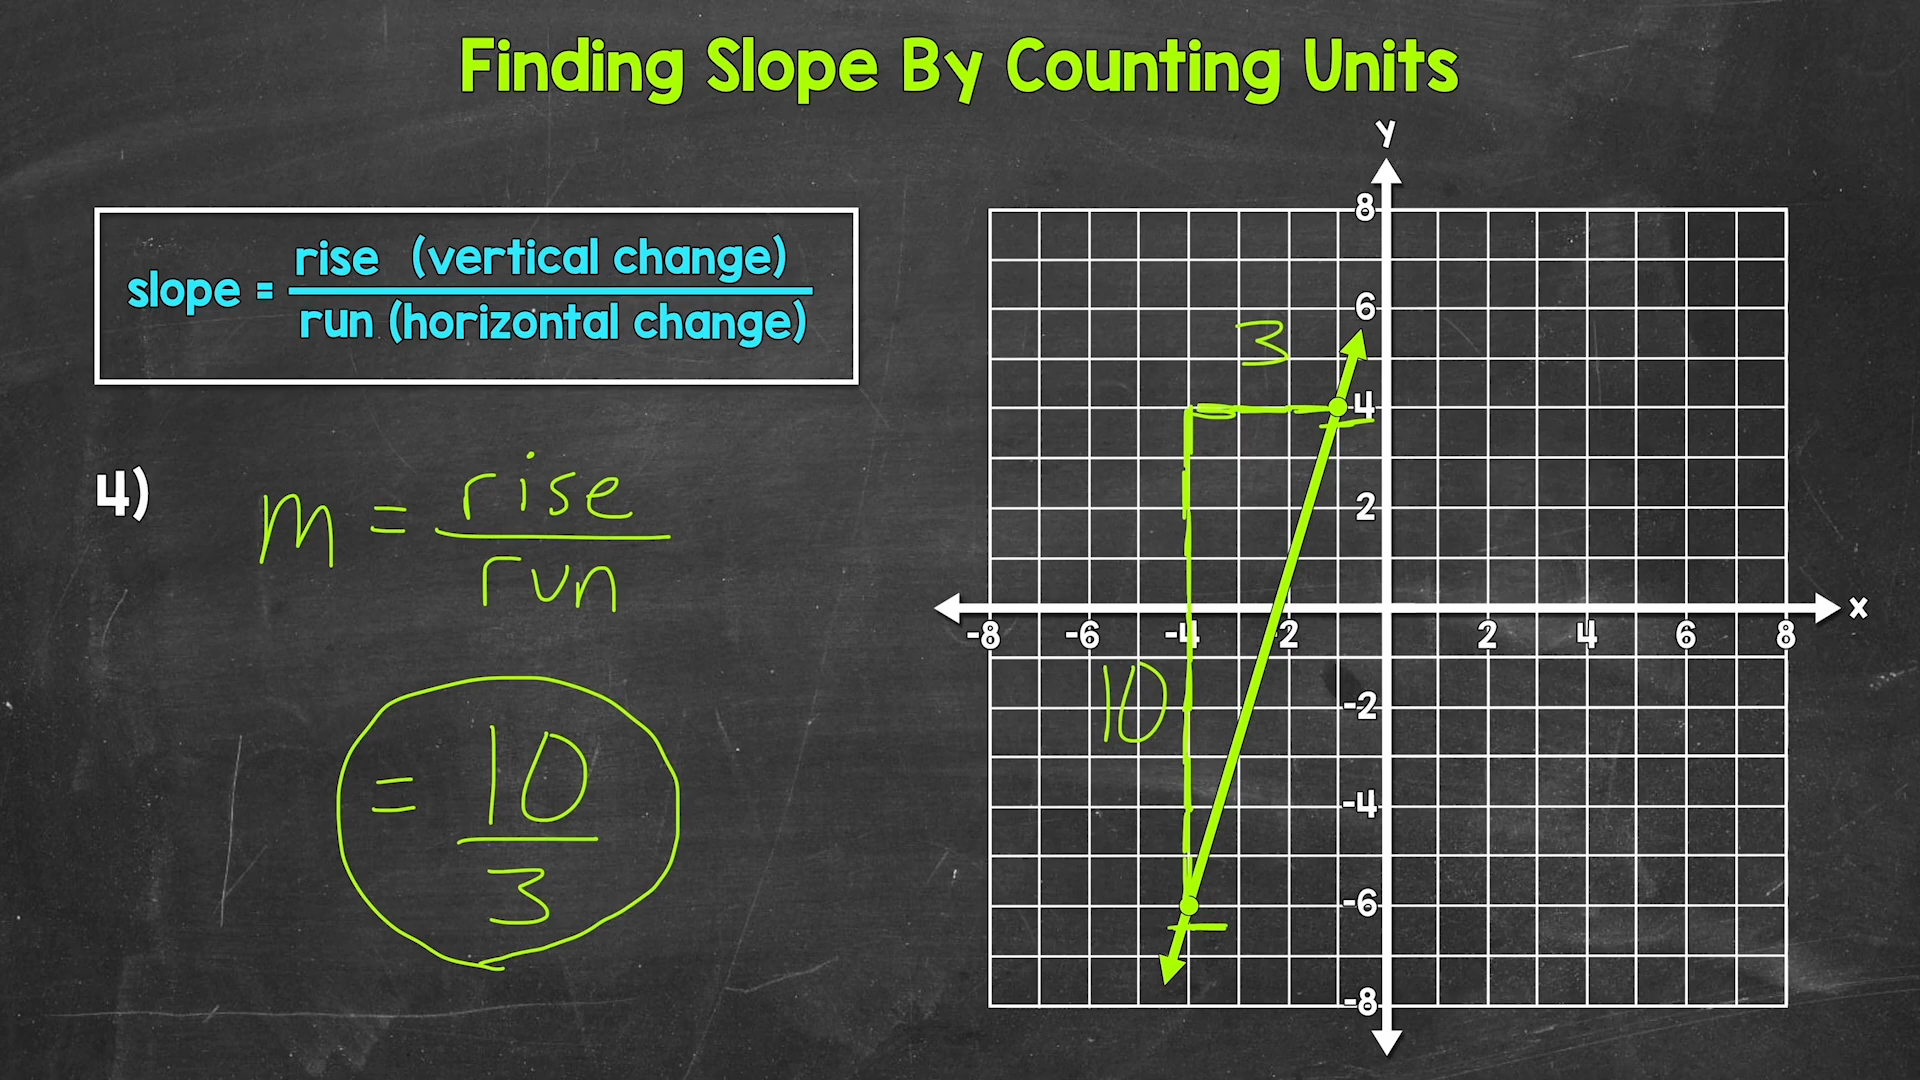 Finding Slope By Counting Units
slope = rise (vertical change)
run (horizontal change)
4)
m = rise
run
= 10
3
y
8
6
3
4
2
x
-8 -6 -4 -2 2 4 6 8
10
-2
-4
-6
-8